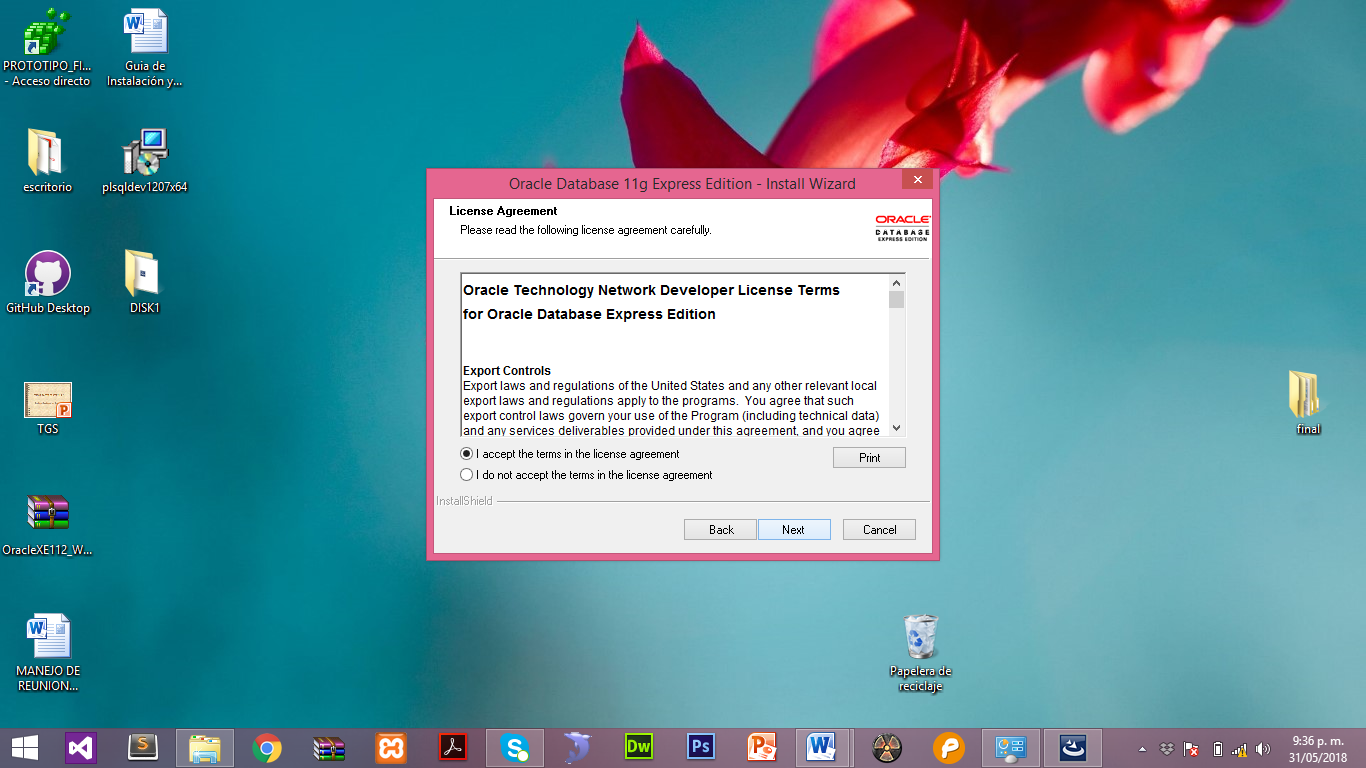 PROTOTIPO_FI...
- Acceso directo
Guia de
Instalación y...
escritorio
plsqldev1207x64
GitHub Desktop
DISK1
TGS
OracleXE112_W...
MANEJO DE
REUNION...
final
Papelera de
reciclaje
Oracle Database 11g Express Edition - Install Wizard
License Agreement
Please read the following license agreement carefully.
ORACLE
DATABASE
EXPRESS EDITION
Oracle Technology Network Developer License Terms
for Oracle Database Express Edition
Export Controls
Export laws and regulations of the United States and any other relevant local
export laws and regulations apply to the programs. You agree that such
export control laws govern your use of the Program (including technical data)
and any services deliverables provided under this agreement, and you agree
I accept the terms in the license agreement
Print
I do not accept the terms in the license agreement
InstallShield
Back
Next
Cancel
S
Dw
Ps
9:36 p. m.
31/05/2018